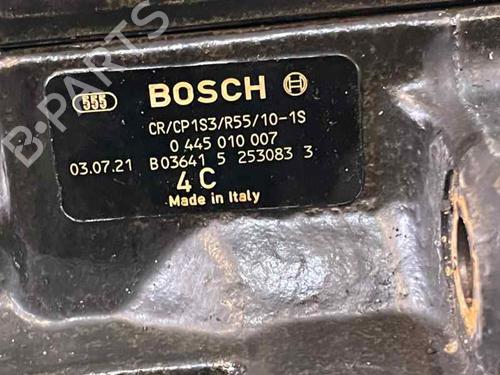 555 BOSCH
CR/CP1S3/R55/10-1S
0 445 010 007
03.07.21 B03641 5 253083 3
4 C
Made in Italy
B-PARTS